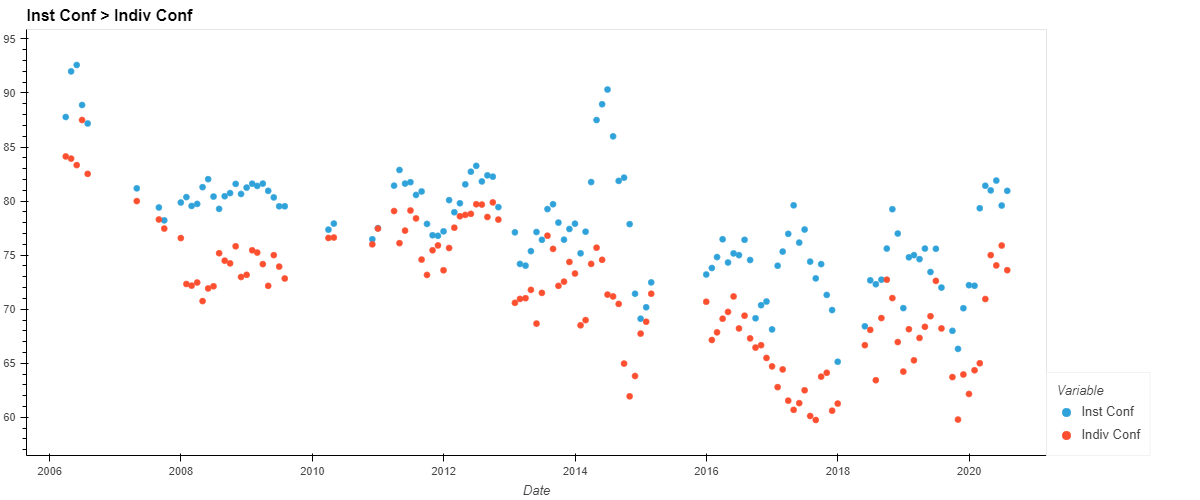 Inst Conf > Indiv Conf
95
90
85
80
75
70
65
60
2006 2008 2010 2012 2014 2016 2018 2020
Date
Variable
Inst Conf
Indiv Conf